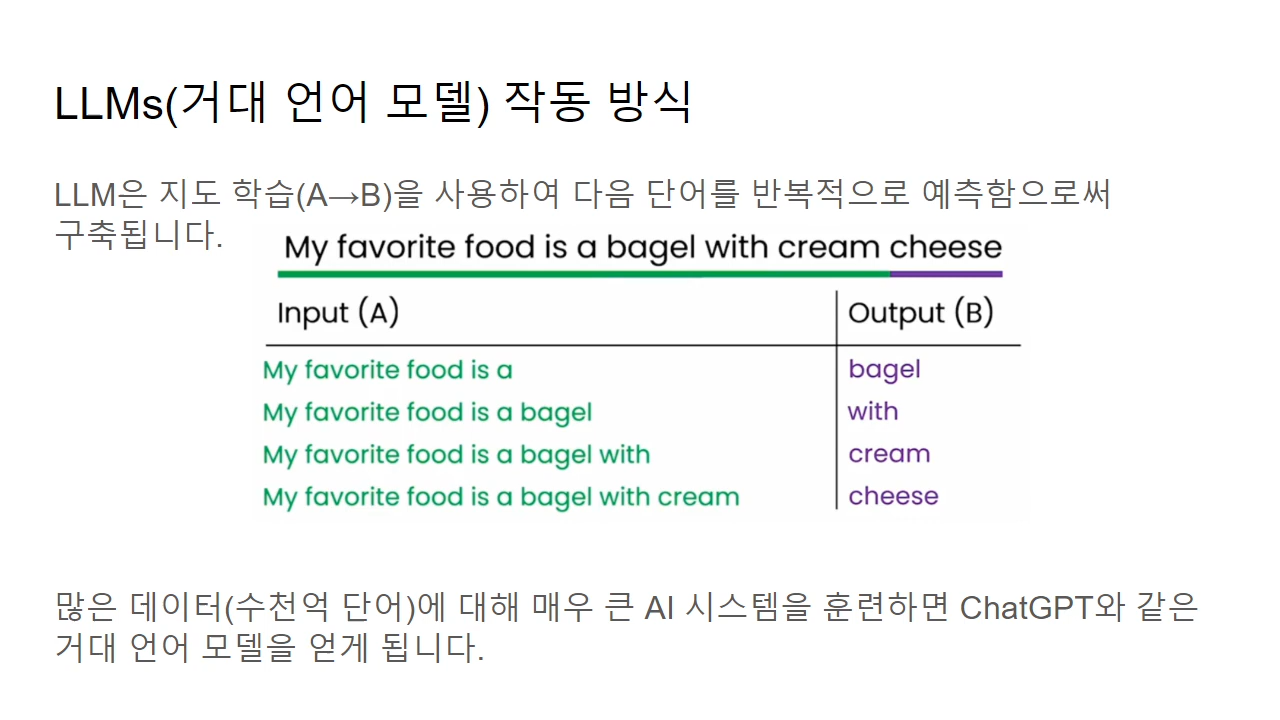 LLMs(거대 언어 모델) 작동 방식
LLM은 지도 학습(A→B)을 사용하여 다음 단어를 반복적으로 예측함으로써
구축됩니다.
My favorite food is a bagel with cream cheese
Input (A) Output (B)
My favorite food is a bagel
My favorite food is a bagel with
My favorite food is a bagel with cream
My favorite food is a bagel with cream cheese
많은 데이터(수천억 단어)에 대해 매우 큰 AI 시스템을 훈련하면 ChatGPT와 같은
거대 언어 모델을 얻게 됩니다.